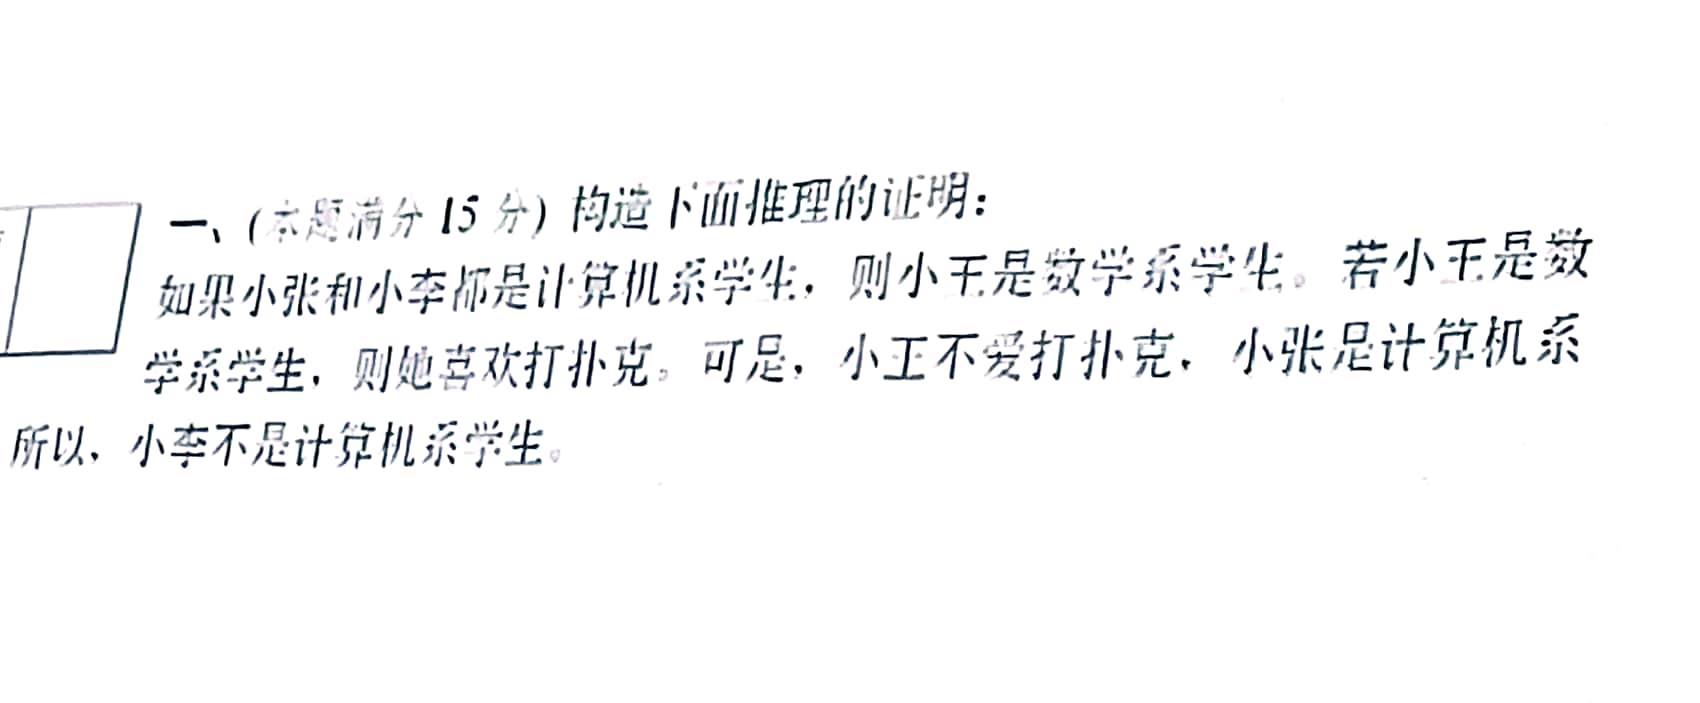 一、(本题满分 15 分) 构造下面推理的证明：
如果小张和小李都是计算机系学生，则小王是数学系学生。若小王是数
学系学生，则她喜欢打扑克。可是，小王不爱打扑克，小张是计算机系
所以，小李不是计算机系学生。